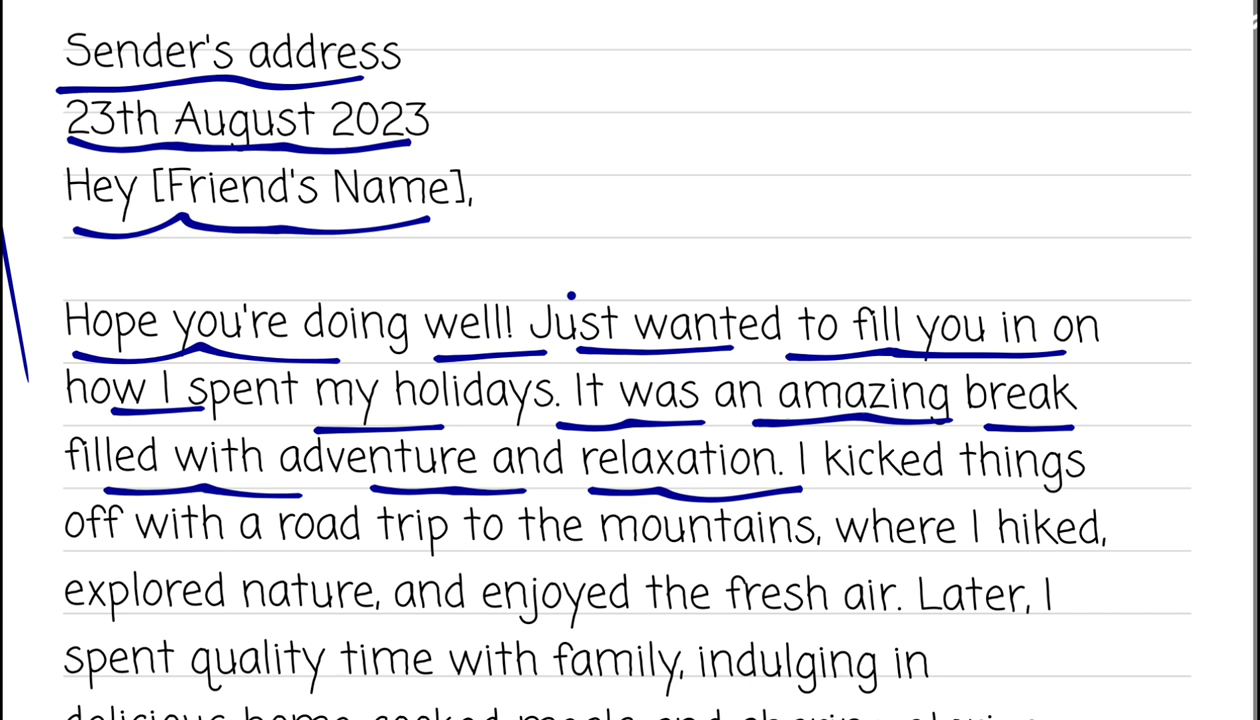 Sender's address
23th August 2023
Hey [Friend's Name],
Hope you're doing well! Just wanted to fill you in on
how I spent my holidays. It was an amazing break
filled with adventure and relaxation. I kicked things
off with a road trip to the mountains, where I hiked,
explored nature, and enjoyed the fresh air. Later, I
spent quality time with family, indulging in